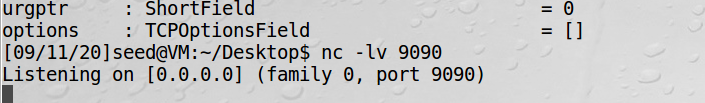 urgptr     : ShortField                          = 0
options    : TCPOptionsField                     = []
[09/11/20]seed@VM:~/Desktop$ nc -lv 9090
Listening on [0.0.0.0] (family 0, port 9090)